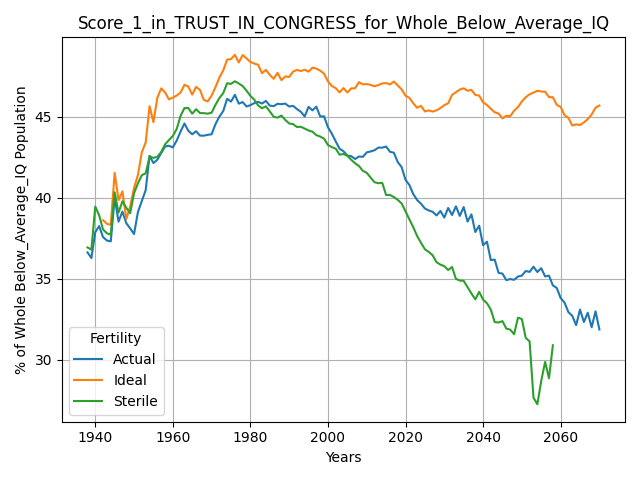 Score_1_in_TRUST_IN_CONGRESS_for_Whole_Below_Average_IQ
% of Whole Below_Average_IQ Population
45
40
35
30
Fertility
Actual
Ideal
Sterile
1940 1960 1980 2000 2020 2040 2060
Years